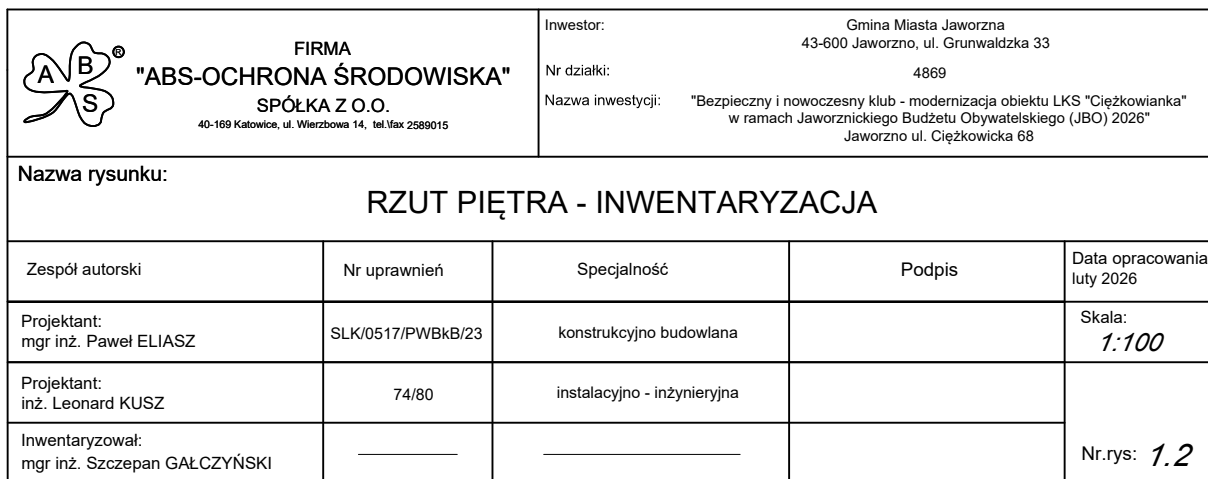 A B S ®
FIRMA
"ABS-OCHRONA ŚRODOWISKA"
SPÓŁKA Z O.O.
40-169 Katowice, ul. Wierzbowa 14, tel.\fax 2589015
Inwestor:
Gmina Miasta Jaworzna
43-600 Jaworzno, ul. Grunwaldzka 33
Nr działki:
4869
Nazwa inwestycji:
"Bezpieczny i nowoczesny klub - modernizacja obiektu LKS "Ciężkowianka"
w ramach Jaworznickiego Budżetu Obywatelskiego (JBO) 2026"
Jaworzno ul. Ciężkowicka 68
Nazwa rysunku:
RZUT PIĘTRA - INWENTARYZACJA
Zespół autorski
Nr uprawnień
Specjalność
Podpis
Data opracowania
luty 2026
Projektant:
mgr inż. Paweł ELIASZ
SLK/0517/PWBkB/23
konstrukcyjno budowlana
Skala:
1:100
Projektant:
inż. Leonard KUSZ
74/80
instalacyjno - inżynieryjna
Inwentaryzował:
mgr inż. Szczepan GAŁCZYŃSKI
Nr.rys: 1.2